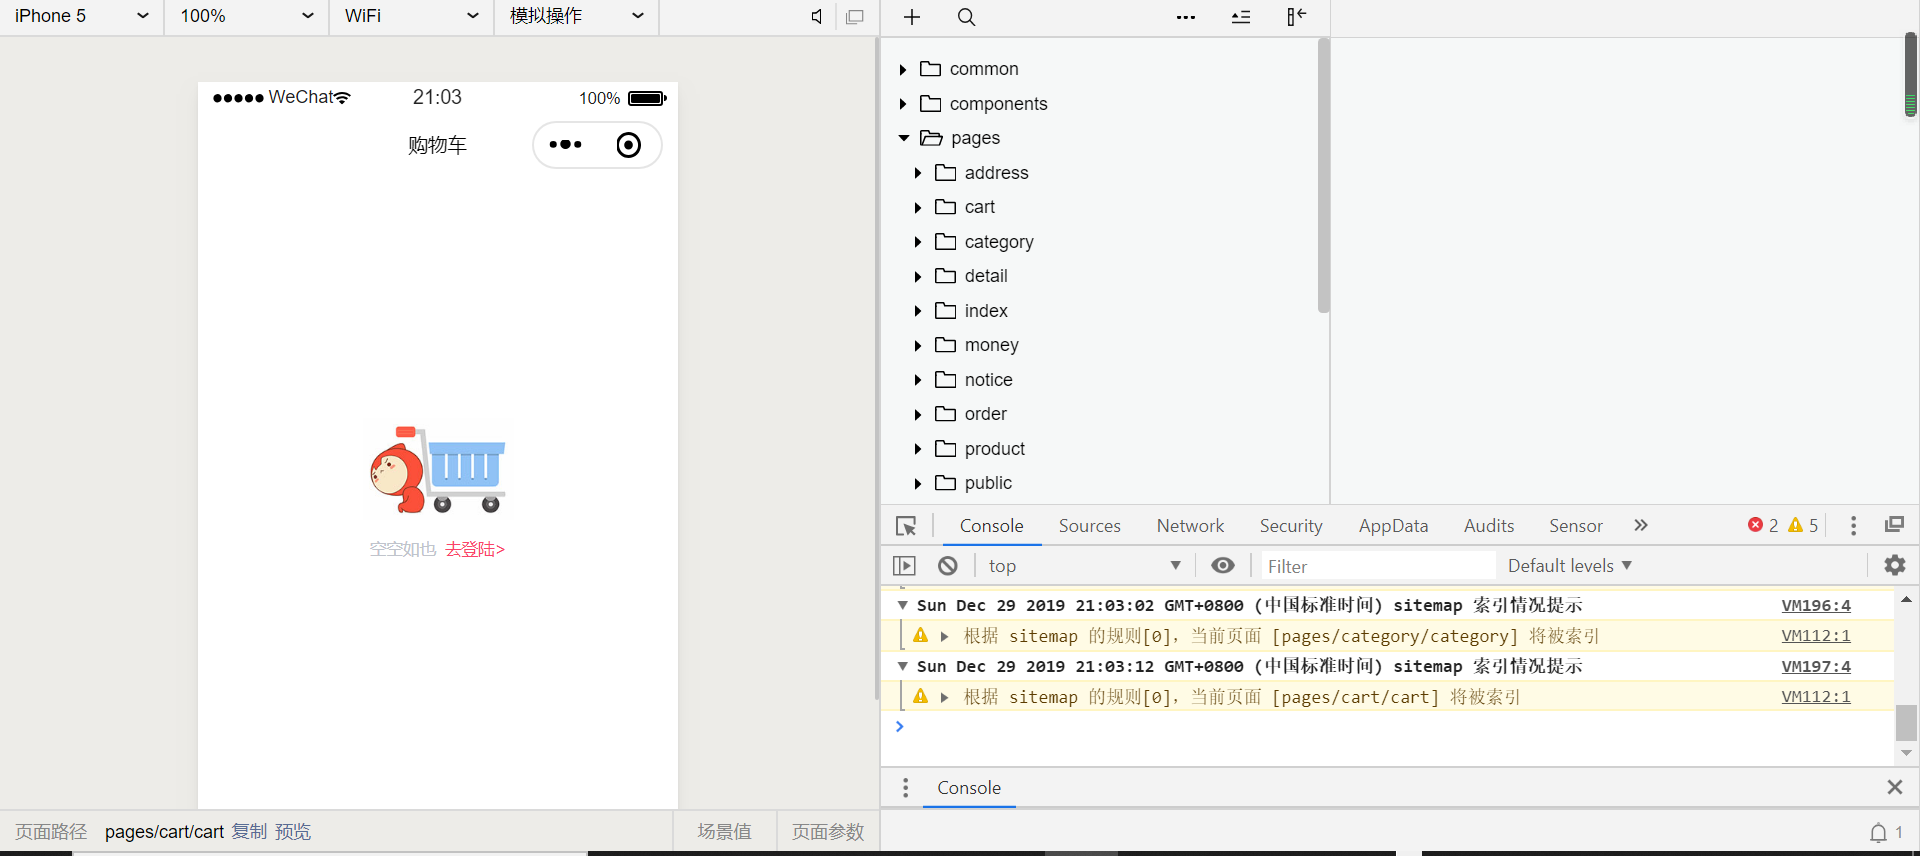 iPhone 5 100% WiFi 模拟操作
WeChat 21:03 100%
购物车
空空如也 去登陆>
页面路径 pages/cart/cart 复制 预览 场景值 页面参数
common
components
pages
address
cart
category
detail
index
money
notice
order
product
public
Console Sources Network Security AppData Audits Sensor 2 5
top Filter Default levels
Sun Dec 29 2019 21:03:02 GMT+0800 (中国标准时间) sitemap 索引情况提示 VM196:4
根据 sitemap 的规则[0]，当前页面 [pages/category/category] 将被索引 VM112:1
Sun Dec 29 2019 21:03:12 GMT+0800 (中国标准时间) sitemap 索引情况提示 VM197:4
根据 sitemap 的规则[0]，当前页面 [pages/cart/cart] 将被索引 VM112:1
Console
1